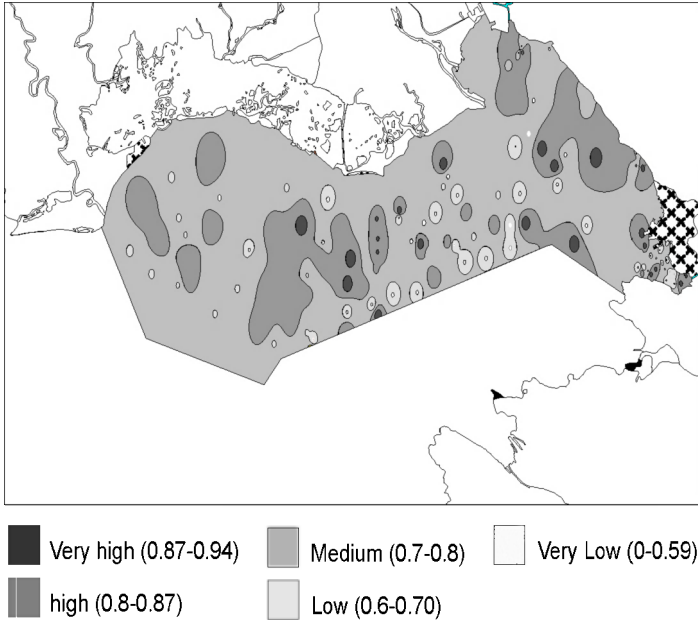 Very high (0.87-0.94)
Medium (0.7-0.8)
Very Low (0-0.59)
high (0.8-0.87)
Low (0.6-0.70)